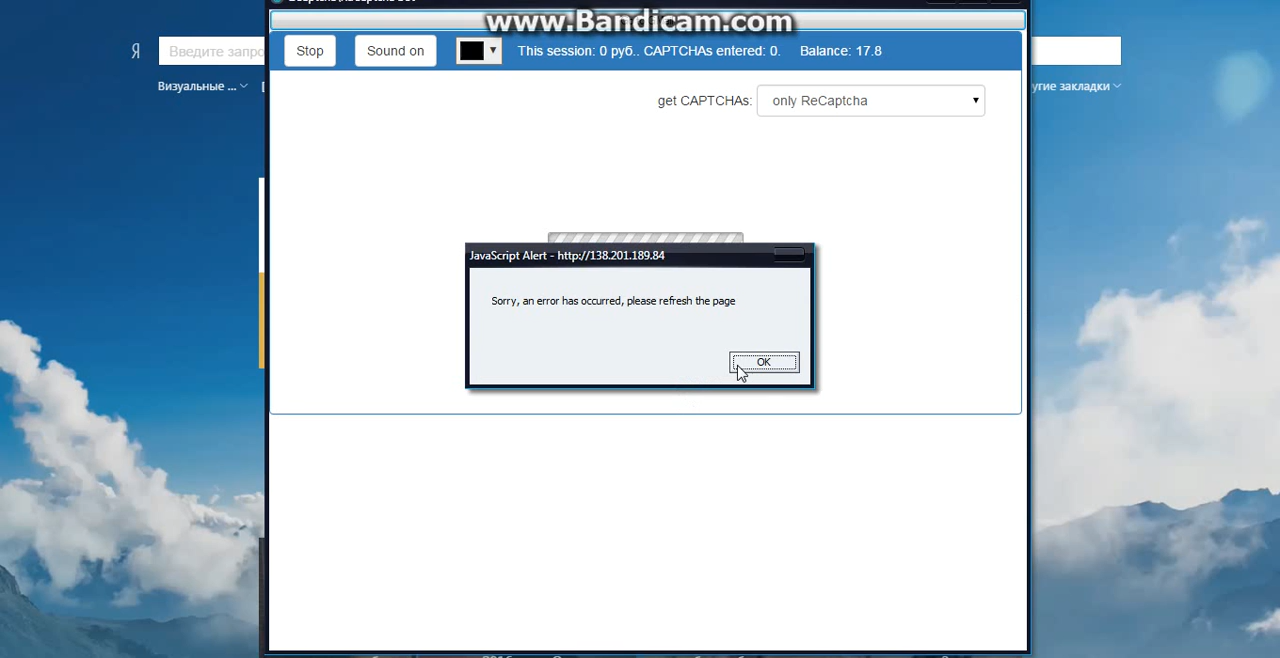 www.Bandicam.com
Stop
Sound on
This session: 0 руб.. CAPTCHAs entered: 0.
Balance: 17.8
Я
Введите запро
Визуальные ...
угие закладки
get CAPTCHAs:
only ReCaptcha
JavaScript Alert - http://138.201.189.84
Sorry, an error has occurred, please refresh the page
OK